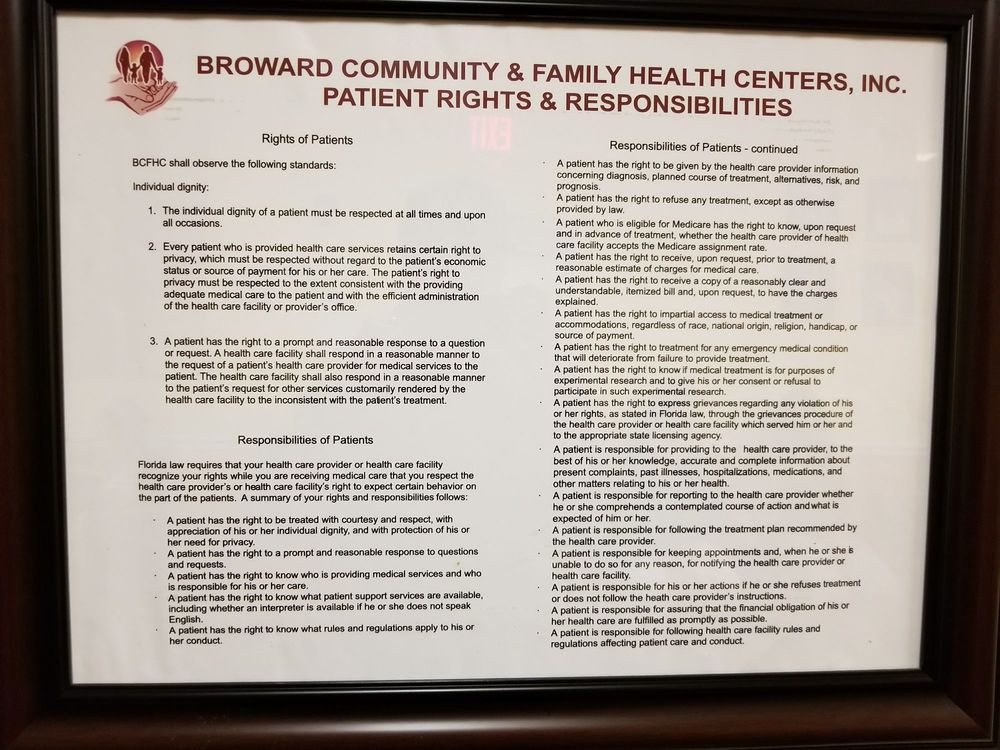 BROWARD COMMUNITY & FAMILY HEALTH CENTERS, INC.
PATIENT RIGHTS & RESPONSIBILITIES
EXIT
Rights of Patients
BCFHC shall observe the following standards:
Individual dignity:
1. The individual dignity of a patient must be respected at all times and upon
all occasions.
2. Every patient who is provided health care services retains certain right to
privacy, which must be respected without regard to the patient's economic
status or source of payment for his or her care. The patient's right to
privacy must be respected to the extent consistent with the providing
adequate medical care to the patient and with the efficient administration
of the health care facility or provider's office.
3. A patient has the right to a prompt and reasonable response to a question
or request. A health care facility shall respond in a reasonable manner to
the request of a patient's health care provider for medical services to the
patient. The health care facility shall also respond in a reasonable manner
to the patient's request for other services customarily rendered by the
health care facility to the inconsistent with the patient's treatment.
Responsibilities of Patients
Florida law requires that your health care provider or health care facility
recognize your rights while you are receiving medical care that you respect the
health care provider's or health care facility's right to expect certain behavior on
the part of the patients. A summary of your rights and responsibilities follows:
· A patient has the right to be treated with courtesy and respect, with
appreciation of his or her individual dignity, and with protection of his or
her need for privacy.
· A patient has the right to a prompt and reasonable response to questions
and requests.
· A patient has the right to know who is providing medical services and who
is responsible for his or her care.
· A patient has the right to know what patient support services are available,
including whether an interpreter is available if he or she does not speak
English.
· A patient has the right to know what rules and regulations apply to his or
her conduct.
Responsibilities of Patients - continued
· A patient has the right to be given by the health care provider information
concerning diagnosis, planned course of treatment, alternatives, risk, and
prognosis.
· A patient has the right to refuse any treatment, except as otherwise
provided by law.
· A patient who is eligible for Medicare has the right to know, upon request
and in advance of treatment, whether the health care provider of health
care facility accepts the Medicare assignment rate.
· A patient has the right to receive, upon request, prior to treatment, a
reasonable estimate of charges for medical care.
· A patient has the right to receive a copy of a reasonably clear and
understandable, itemized bill and, upon request, to have the charges
explained.
· A patient has the right to impartial access to medical treatment or
accommodations, regardless of race, national origin, religion, handicap, or
source of payment.
· A patient has the right to treatment for any emergency medical condition
that will deteriorate from failure to provide treatment.
· A patient has the right to know if medical treatment is for purposes of
experimental research and to give his or her consent or refusal to
participate in such experimental research.
· A patient has the right to express grievances regarding any violation of his
or her rights, as stated in Florida law, through the grievances procedure of
the health care provider or health care facility which served him or her and
to the appropriate state licensing agency.
· A patient is responsible for providing to the health care provider, to the
best of his or her knowledge, accurate and complete information about
present complaints, past illnesses, hospitalizations, medications, and
other matters relating to his or her health.
· A patient is responsible for reporting to the health care provider whether
he or she comprehends a contemplated course of action and what is
expected of him or her.
· A patient is responsible for following the treatment plan recommended by
the health care provider.
· A patient is responsible for keeping appointments and, when he or she is
unable to do so for any reason, for notifying the health care provider or
health care facility.
· A patient is responsible for his or her actions if he or she refuses treatment
or does not follow the heath care provider's instructions.
· A patient is responsible for assuring that the financial obligation of his or
her health care are fulfilled as promptly as possible.
· A patient is responsible for following health care facility rules and
regulations affecting patient care and conduct.